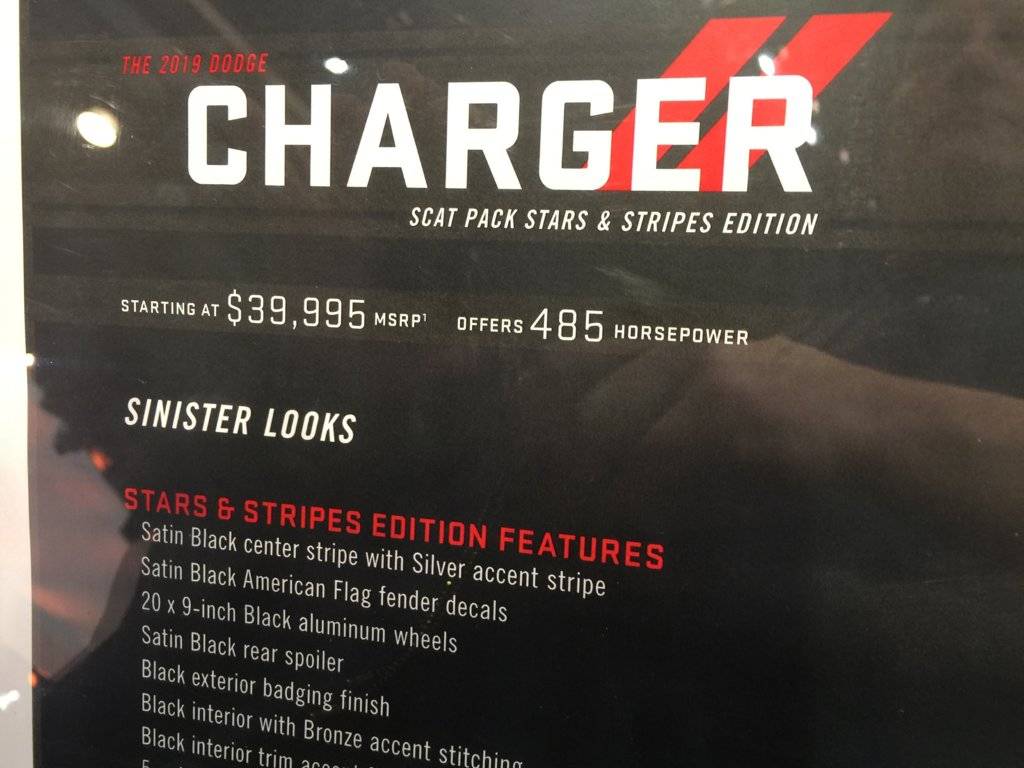 THE 2019 DODGE
CHARGER
SCAT PACK STARS & STRIPES EDITION
STARTING AT $39,995 MSRP¹ OFFERS 485 HORSEPOWER
SINISTER LOOKS
STARS & STRIPES EDITION FEATURES
Satin Black center stripe with Silver accent stripe
Satin Black American Flag fender decals
20 x 9-inch Black aluminum wheels
Satin Black rear spoiler
Black exterior badging finish
Black interior with Bronze accent stitching
Black interior trim